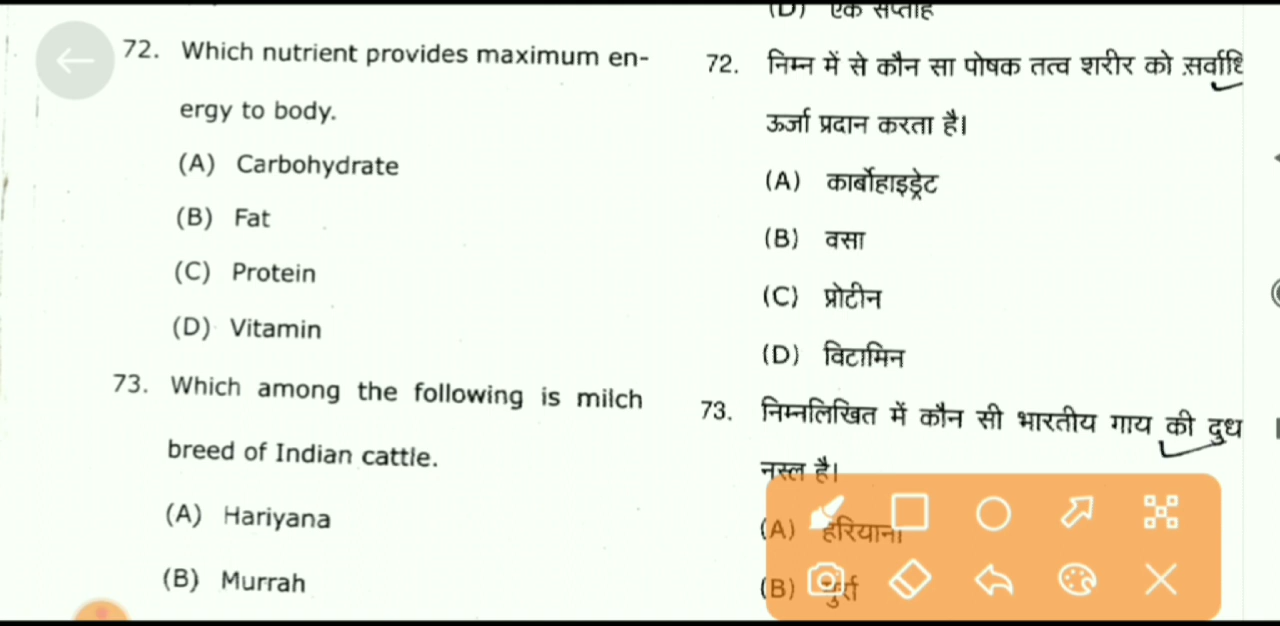 72. Which nutrient provides maximum en-
ergy to body.
(A) Carbohydrate
(B) Fat
(C) Protein
(D) Vitamin
73. Which among the following is milch
breed of Indian cattle.
(A) Hariyana
(B) Murrah
(D) एक सप्ताह
72. निम्न में से कौन सा पोषक तत्व शरीर को
ऊर्जा प्रदान करता है।
(A) कार्बोहाइड्रेट
(B) वसा
(C) प्रोटीन
(D) विटामिन
73. निम्नलिखित में कौन सी भारतीय गाय की दुध
नस्ल है।
(A) हरियाना
(B)